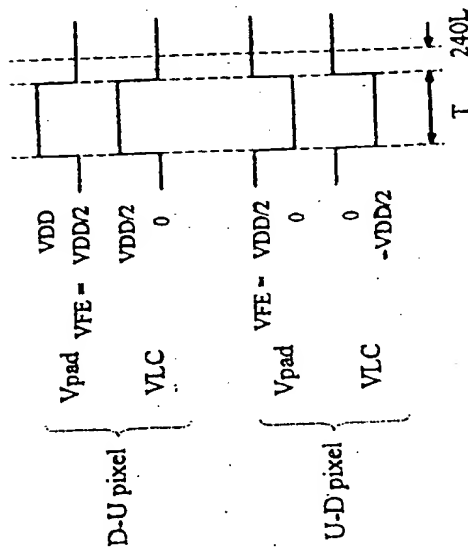 VDD
Vpad VFE = VDD/2
D-U pixel
VDD/2
VLC 0
VFE = VDD/2
Vpad 0
U-D pixel
0
VLC -VDD/2
T 240L